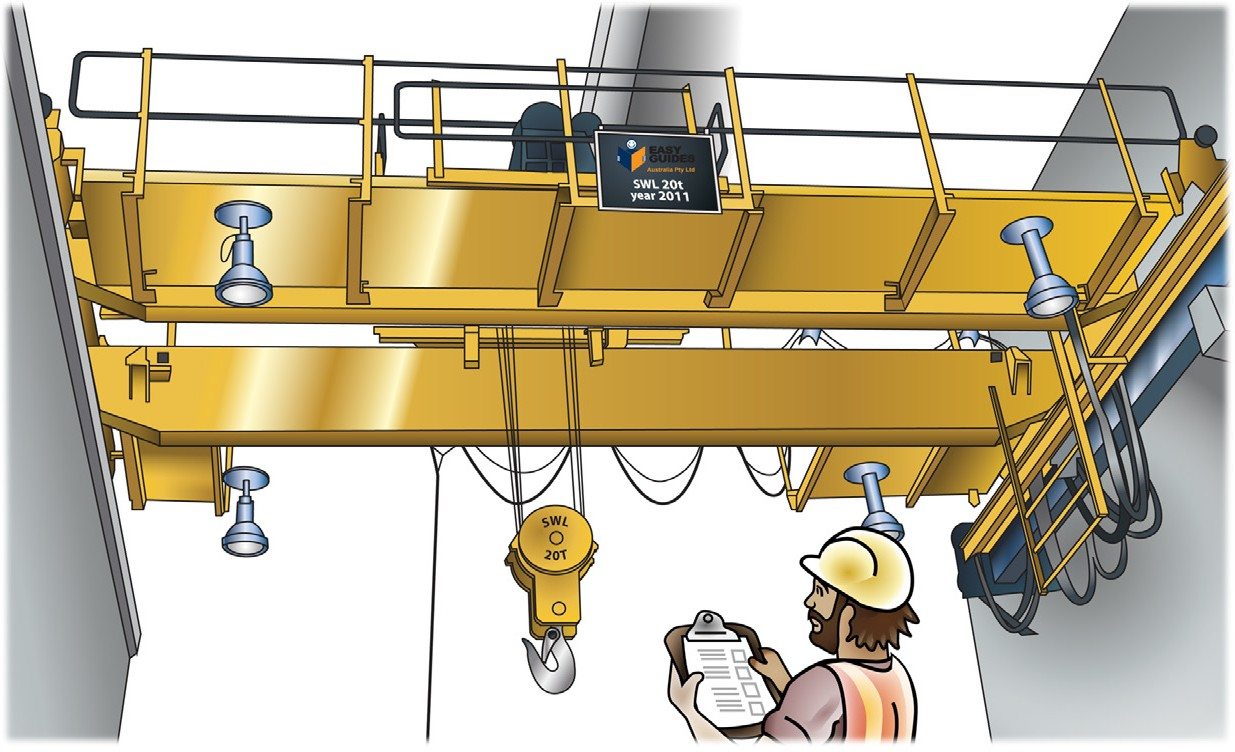 EASY
GUIDES
Australia Pty Ltd
SWL 20t
year 2011
SWL
20T